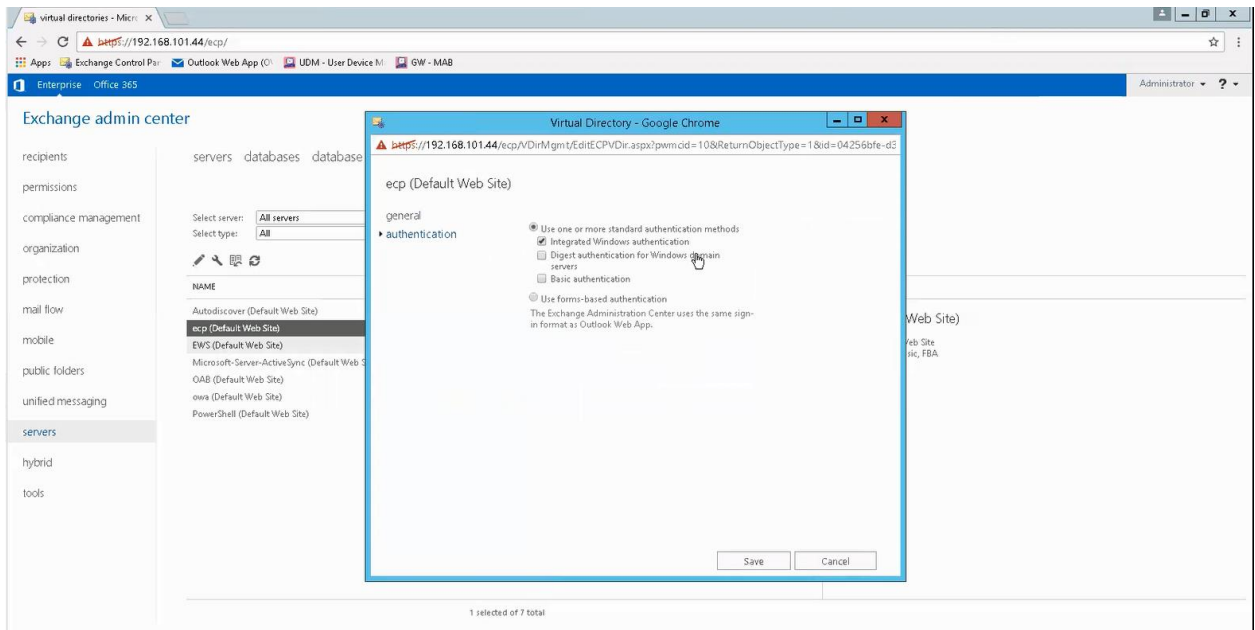 virtual directories - Micro
https://192.168.101.44/ecp/
Apps Exchange Control Par Outlook Web App (O UDM - User Device M GW - MAB
Enterprise Office 365 Administrator ?
Exchange admin center
recipients
permissions
compliance management
organization
protection
mail flow
mobile
public folders
unified messaging
servers
hybrid
tools
servers databases database
Select server: All servers
Select type: All
NAME
Autodiscover (Default Web Site)
ecp (Default Web Site)
EWS (Default Web Site)
Microsoft-Server-ActiveSync (Default Web S
OAB (Default Web Site)
owa (Default Web Site)
PowerShell (Default Web Site)
1 selected of 7 total
Virtual Directory - Google Chrome
https://192.168.101.44/ecp/VDirMgmt/EditECPVDir.aspx?pwmcid=10&ReturnObjectType=1&id=04256bfe-d3
ecp (Default Web Site)
general
authentication
Use one or more standard authentication methods
Integrated Windows authentication
Digest authentication for Windows domain
servers
Basic authentication
Use forms-based authentication
The Exchange Administration Center uses the same sign-
in format as Outlook Web App.
Save Cancel
Web Site)
Web Site
sic, FBA